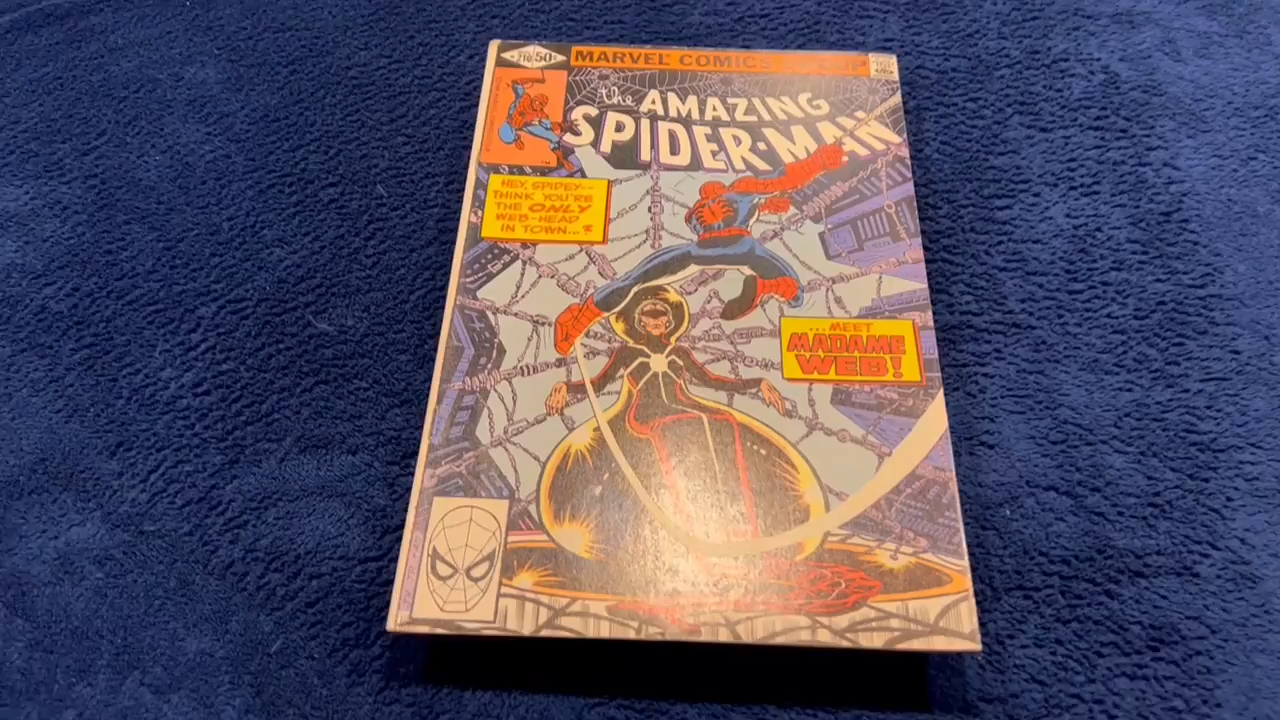 210 50¢
MARVEL COMICS
the AMAZING
SPIDER-MAN
HEY, SPIDEY--
THINK YOU'RE
THE ONLY
WEB-HEAD
IN TOWN...?
...MEET
MADAME
WEB!